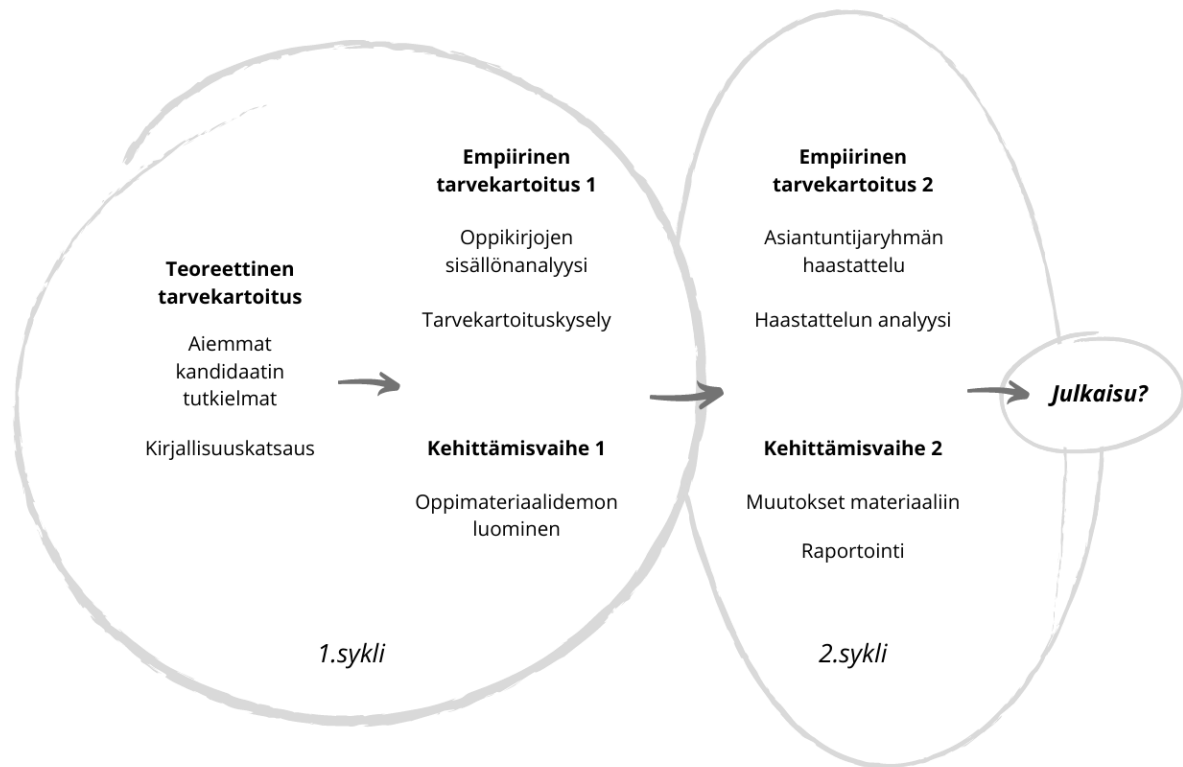 Teoreettinen
tarvekartoitus
Aiemmat
kandidaatin
tutkielmat
Kirjallisuuskatsaus
Empiirinen
tarvekartoitus 1
Oppikirjojen
sisällönanalyysi
Tarvekartoituskysely
Kehittämisvaihe 1
Oppimateriaalidemon
luominen
1.sykli
Empiirinen
tarvekartoitus 2
Asiantuntijaryhmän
haastattelu
Haastattelun analyysi
Kehittämisvaihe 2
Muutokset materiaaliin
Raportointi
2.sykli
Julkaisu?